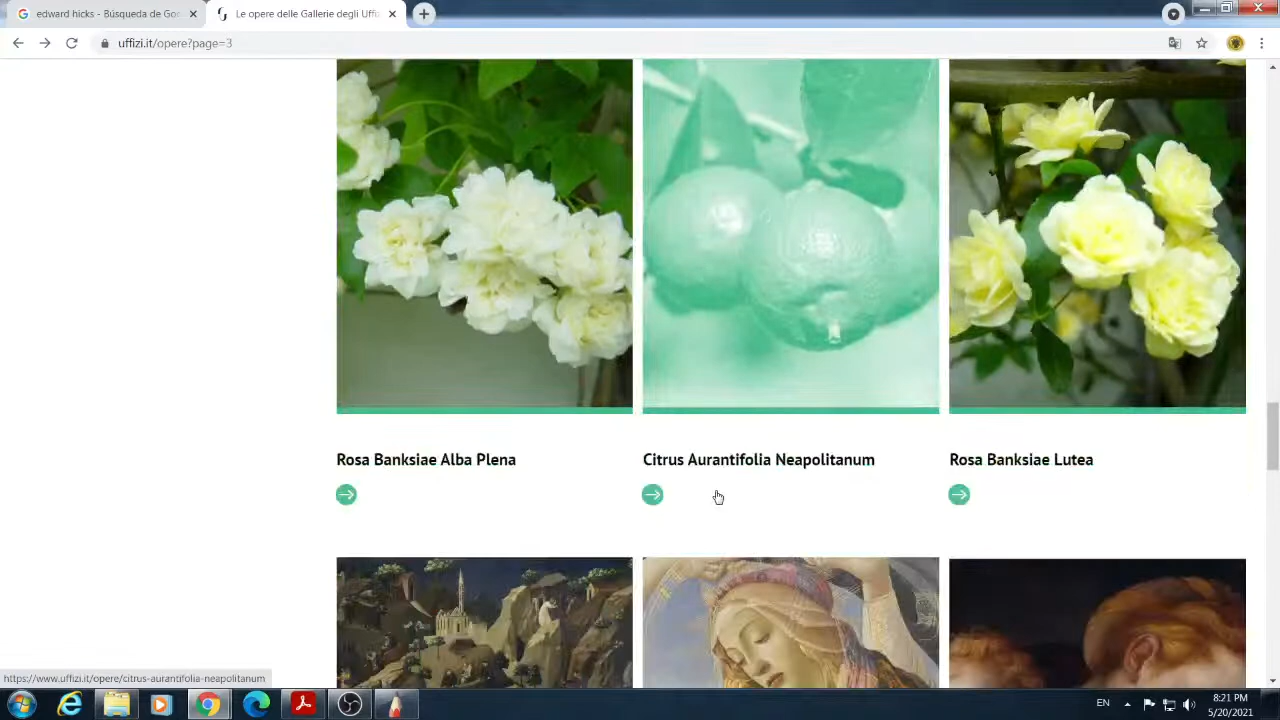 edward hicks - Búsqueda de Goo
Le opere delle Gallerie degli Uffi
uffizi.it/opere?page=3
Rosa Banksiae Alba Plena
Citrus Aurantifolia Neapolitanum
Rosa Banksiae Lutea
https://www.uffizi.it/opere/citrus-aurantifolia-neapolitanum
EN
8:21 PM
5/20/2021